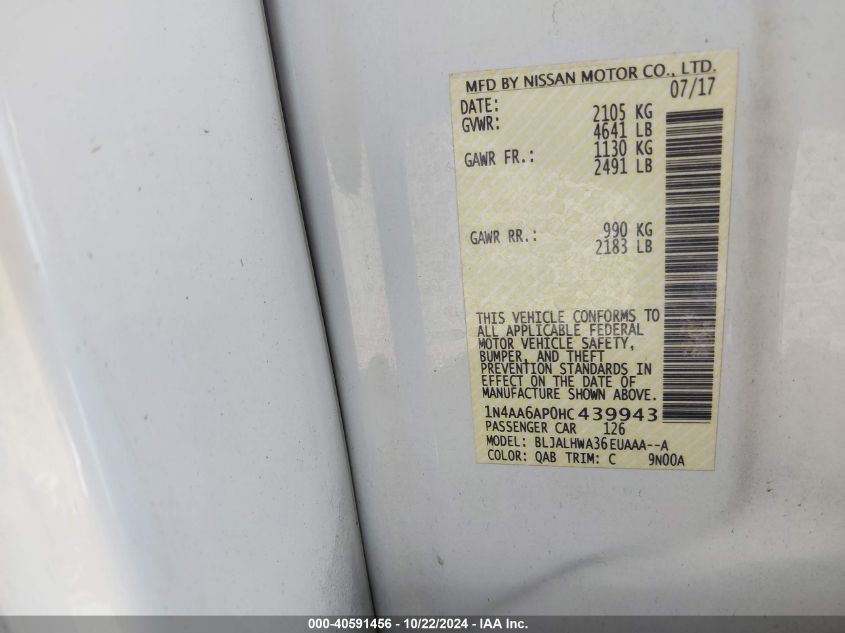 MFD BY NISSAN MOTOR CO., LTD.
DATE: 07/17
GVWR: 2105 KG
4641 LB
GAWR FR.: 1130 KG
2491 LB
GAWR RR.: 990 KG
2183 LB
THIS VEHICLE CONFORMS TO
ALL APPLICABLE FEDERAL
MOTOR VEHICLE SAFETY,
BUMPER, AND THEFT
PREVENTION STANDARDS IN
EFFECT ON THE DATE OF
MANUFACTURE SHOWN ABOVE.
1N4AA6AP0HC439943
PASSENGER CAR 126
MODEL: BLJALHWA36EUAAA--A
COLOR: QAB TRIM: C 9N00A
000-40591456 - 10/22/2024 - IAA Inc.